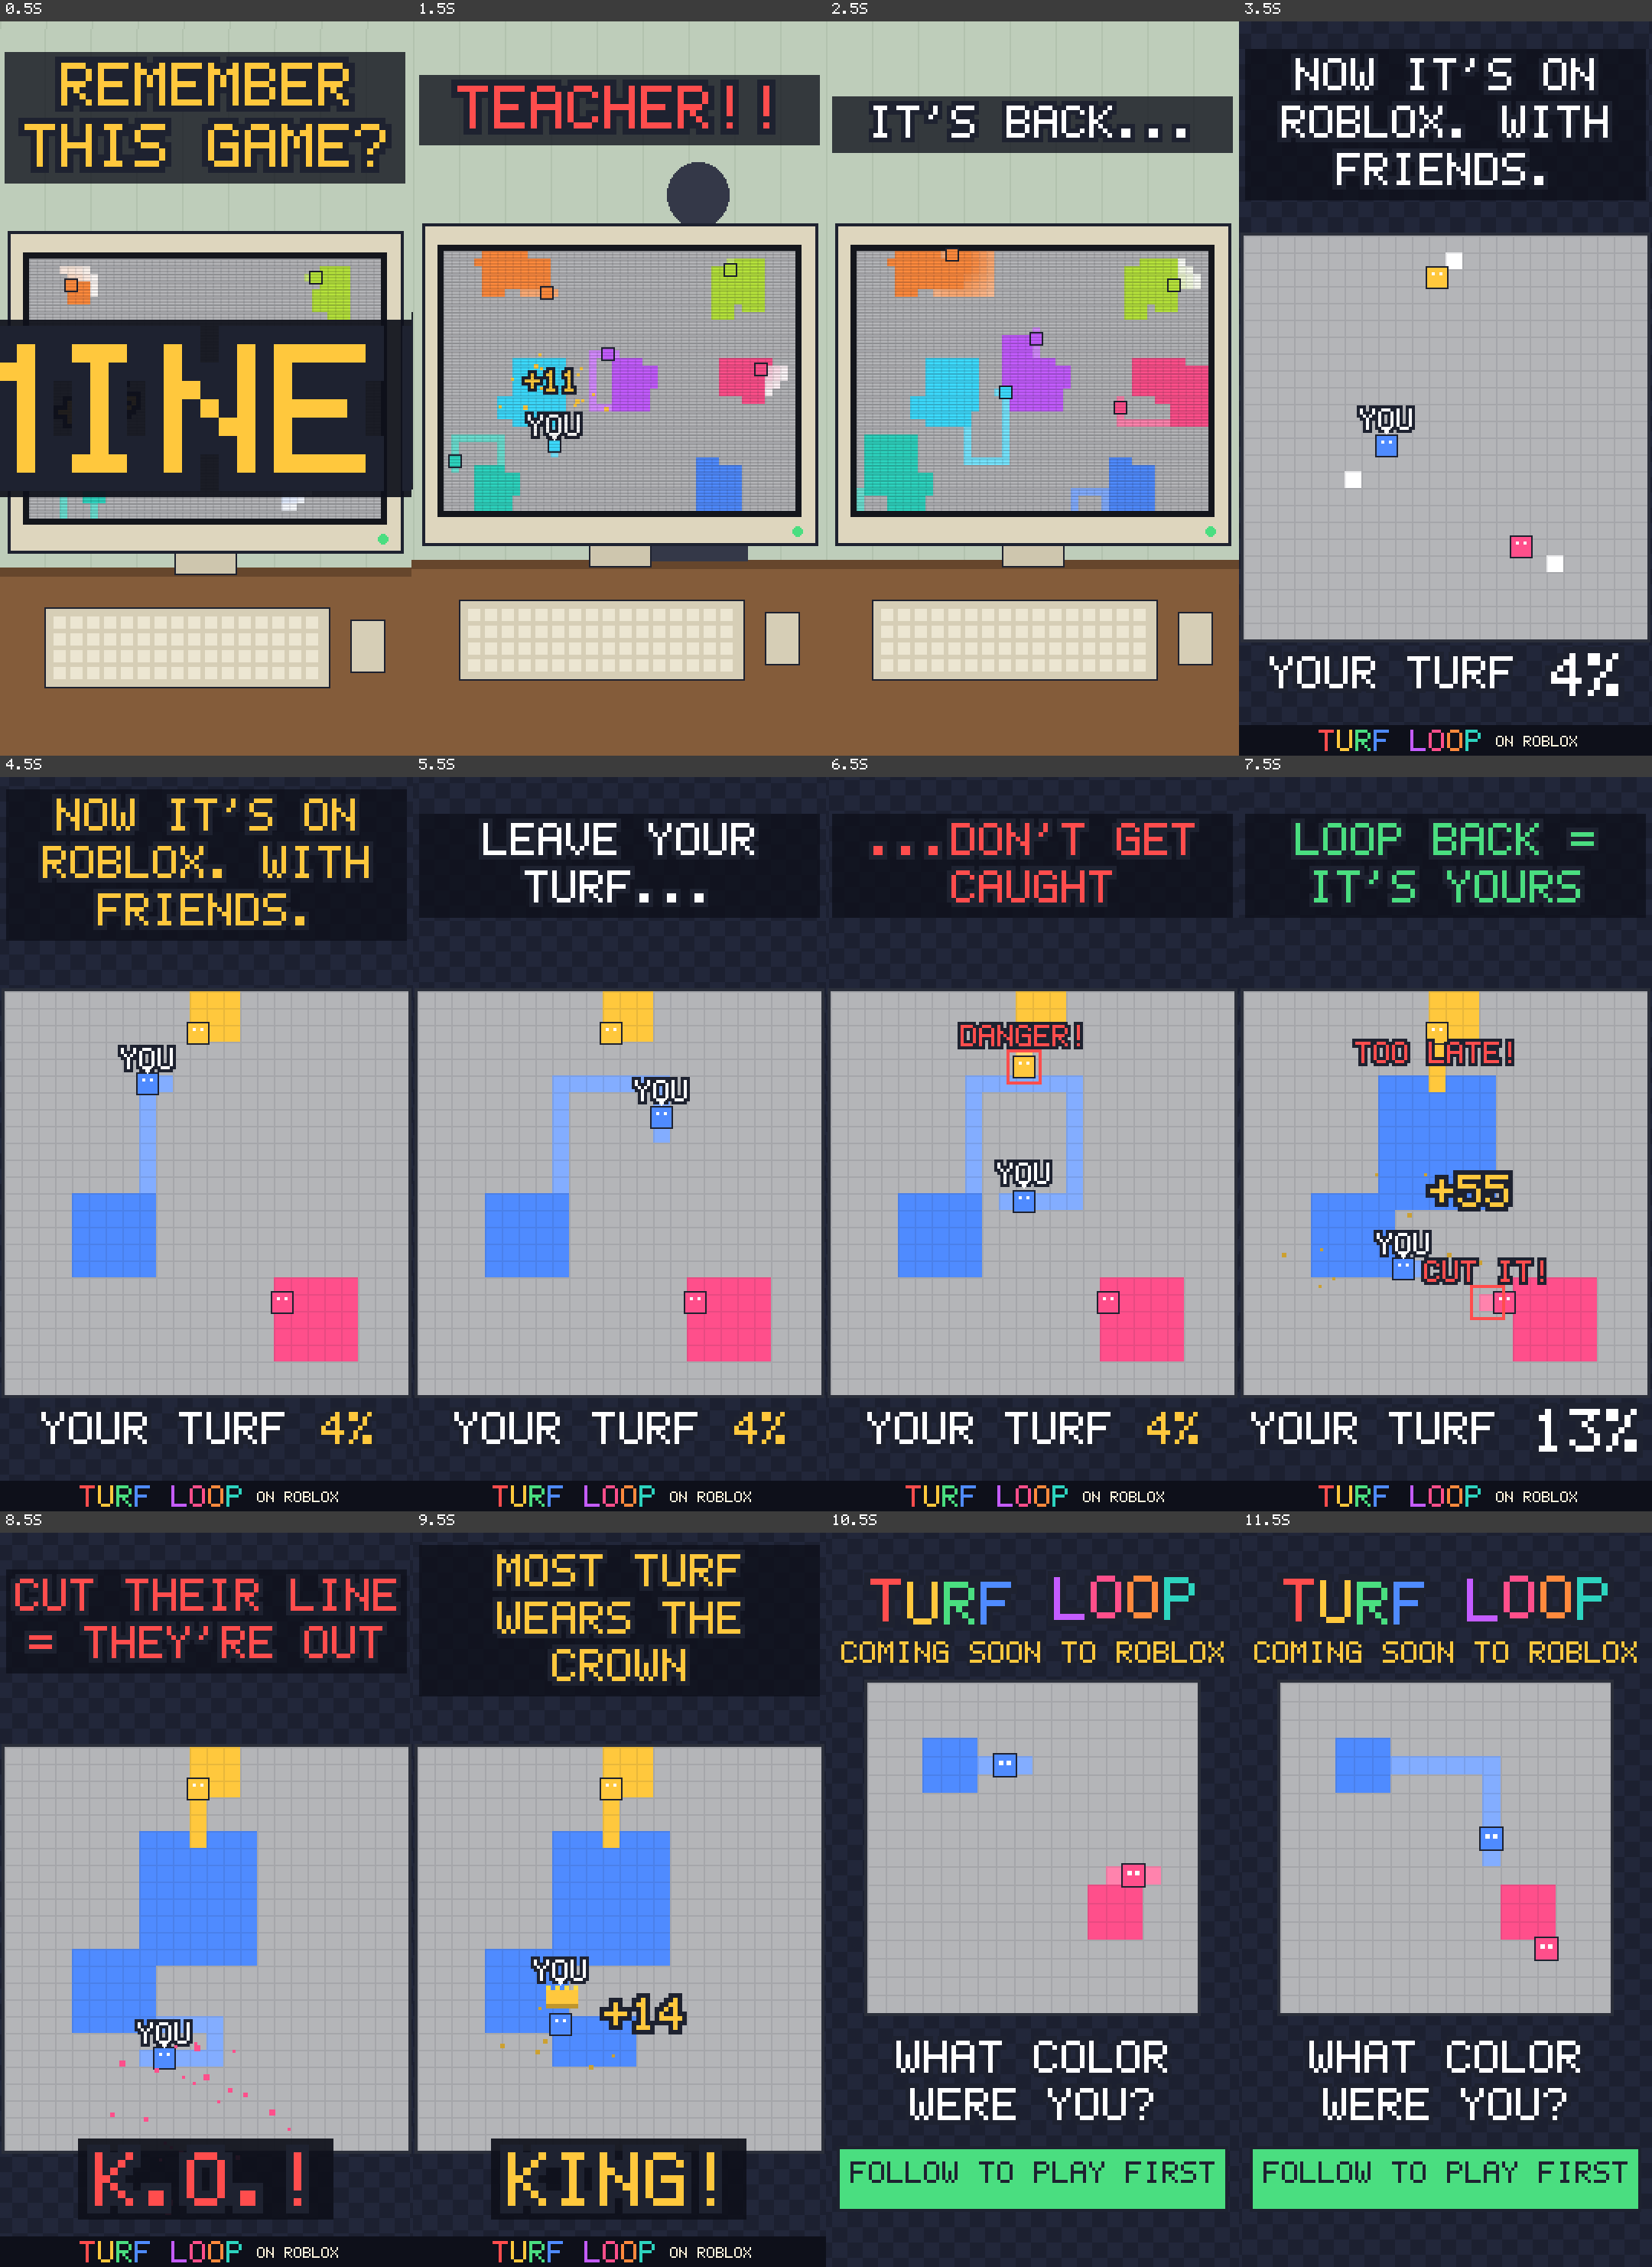 0.5S
REMEMBER
THIS GAME?
MINE
1.5S
TEACHER!!
+11
YOU
2.5S
IT'S BACK...
3.5S
NOW IT'S ON
ROBLOX. WITH
FRIENDS.
YOU
YOUR TURF 4%
TURF LOOP ON ROBLOX
4.5S
NOW IT'S ON
ROBLOX. WITH
FRIENDS.
YOU
YOUR TURF 4%
TURF LOOP ON ROBLOX
5.5S
LEAVE YOUR
TURF...
YOU
YOUR TURF 4%
TURF LOOP ON ROBLOX
6.5S
...DON'T GET
CAUGHT
DANGER!
YOU
YOUR TURF 4%
TURF LOOP ON ROBLOX
7.5S
LOOP BACK =
IT'S YOURS
TOO LATE!
+55
YOU
CUT IT!
YOUR TURF 13%
TURF LOOP ON ROBLOX
8.5S
CUT THEIR LINE
= THEY'RE OUT
YOU
K.O.!
TURF LOOP ON ROBLOX
9.5S
MOST TURF
WEARS THE
CROWN
YOU
+14
KING!
TURF LOOP ON ROBLOX
10.5S
TURF LOOP
COMING SOON TO ROBLOX
WHAT COLOR
WERE YOU?
FOLLOW TO PLAY FIRST
11.5S
TURF LOOP
COMING SOON TO ROBLOX
WHAT COLOR
WERE YOU?
FOLLOW TO PLAY FIRST